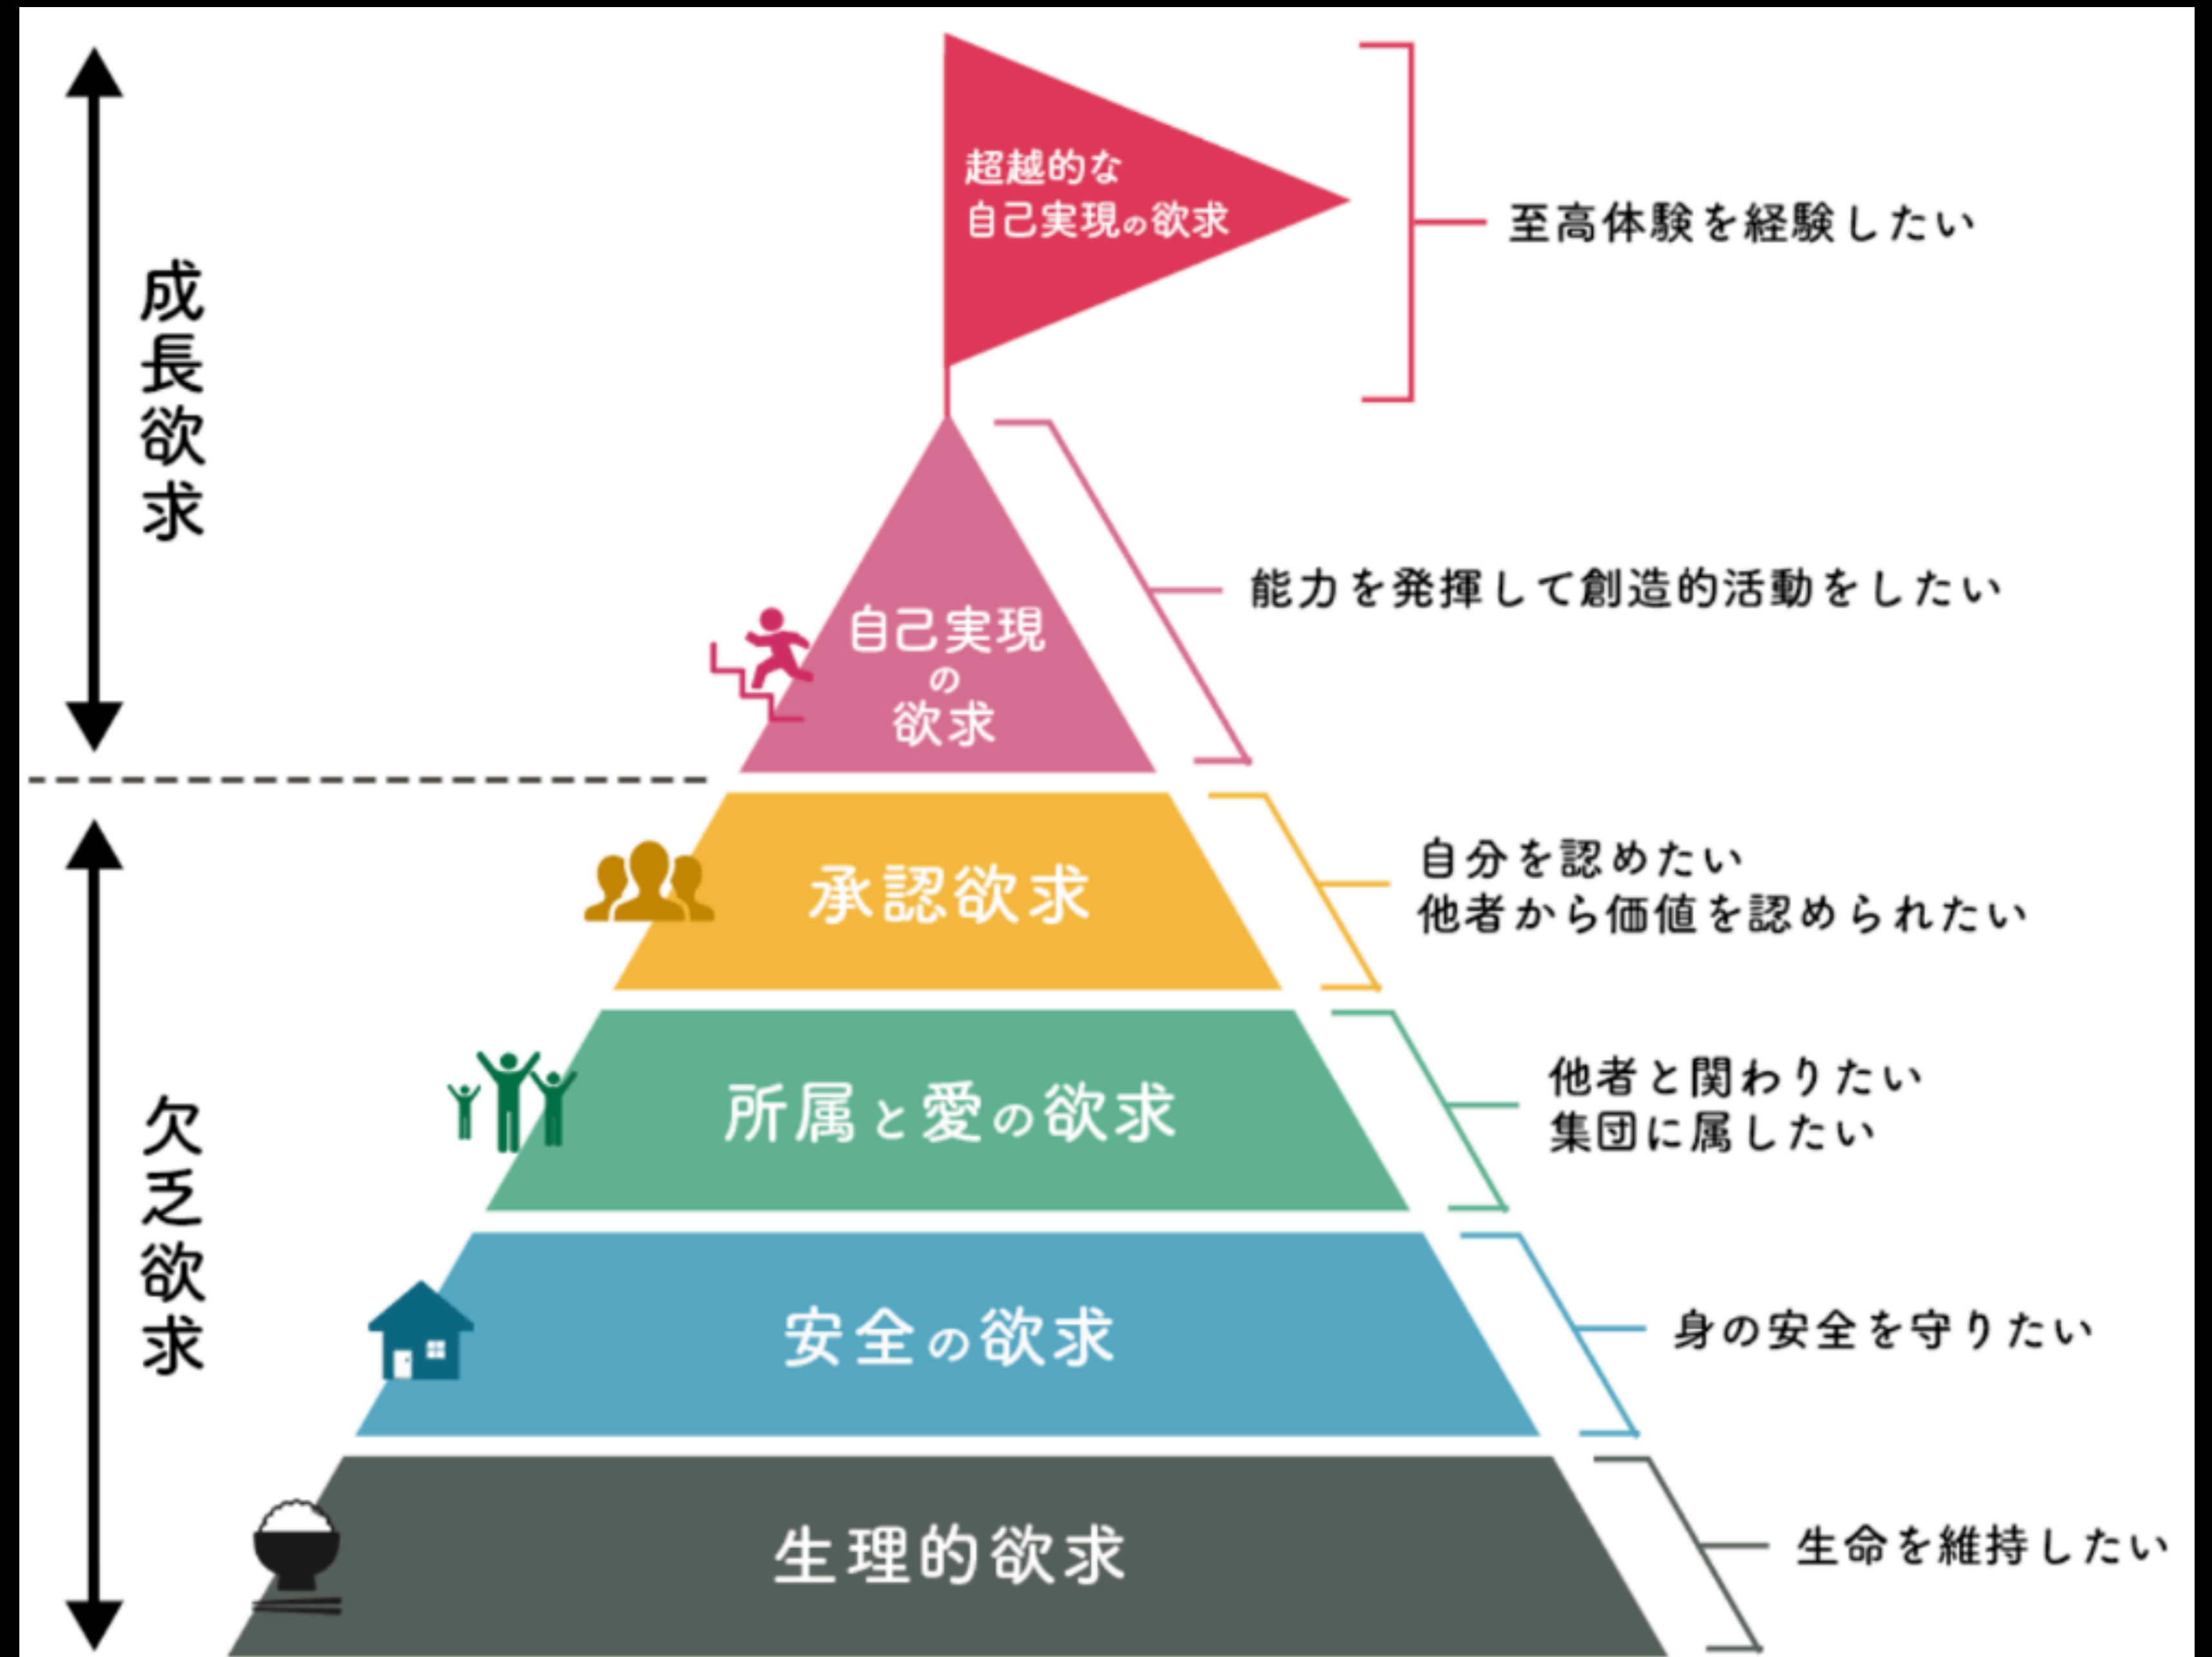 成長欲求
超越的な
自己実現の欲求
至高体験を経験したい
自己実現
の
欲求
能力を発揮して創造的活動をしたい
欠乏欲求
承認欲求
自分を認めたい
他者から価値を認められたい
所属と愛の欲求
他者と関わりたい
集団に属したい
安全の欲求
身の安全を守りたい
生理的欲求
生命を維持したい